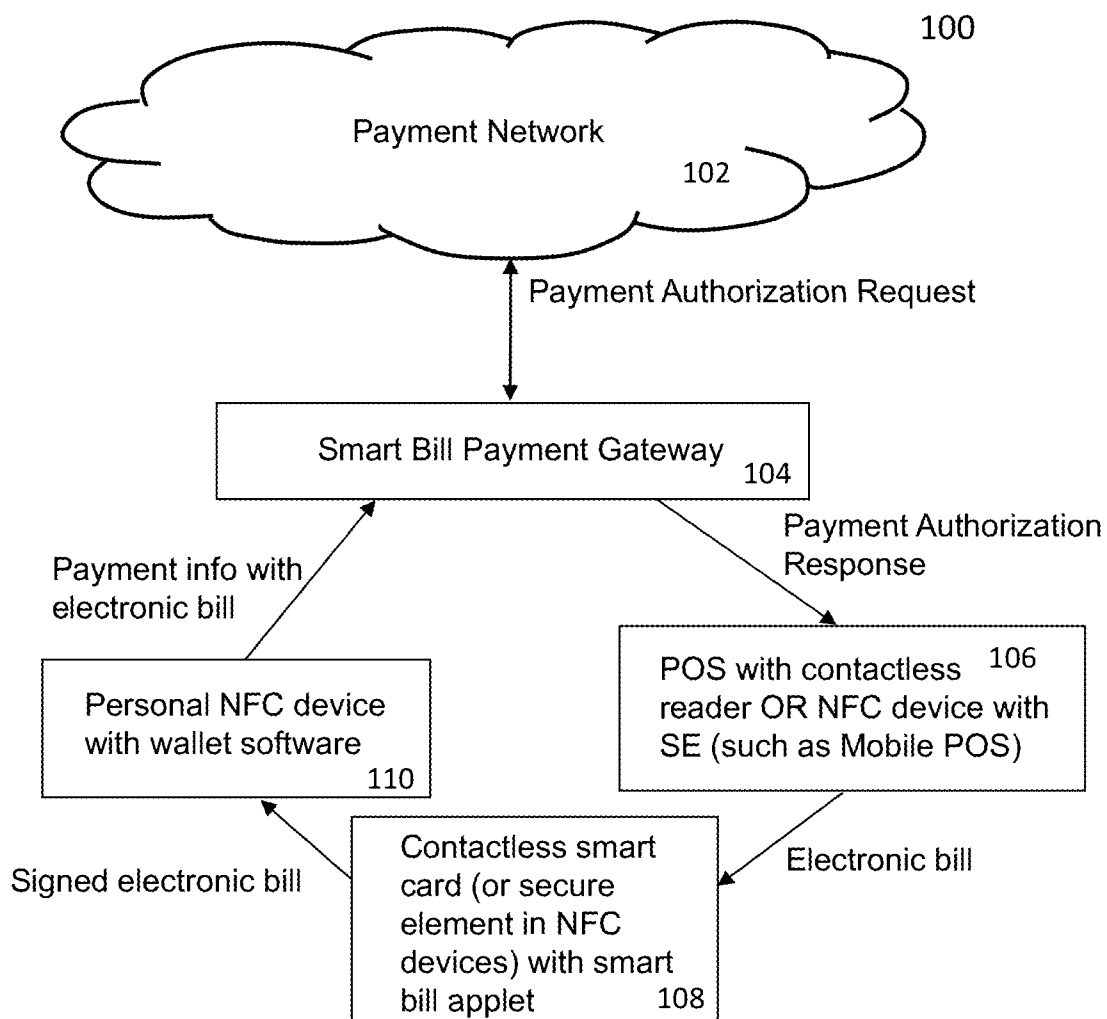 100
Payment Network
102
Payment Authorization Request
Smart Bill Payment Gateway
104
Payment Authorization
Response
Payment info with
electronic bill
POS with contactless
reader OR NFC device with
SE (such as Mobile POS)
106
Personal NFC device
with wallet software
110
Contactless smart
card (or secure
element in NFC
devices) with smart
bill applet
108
Electronic bill
Signed electronic bill